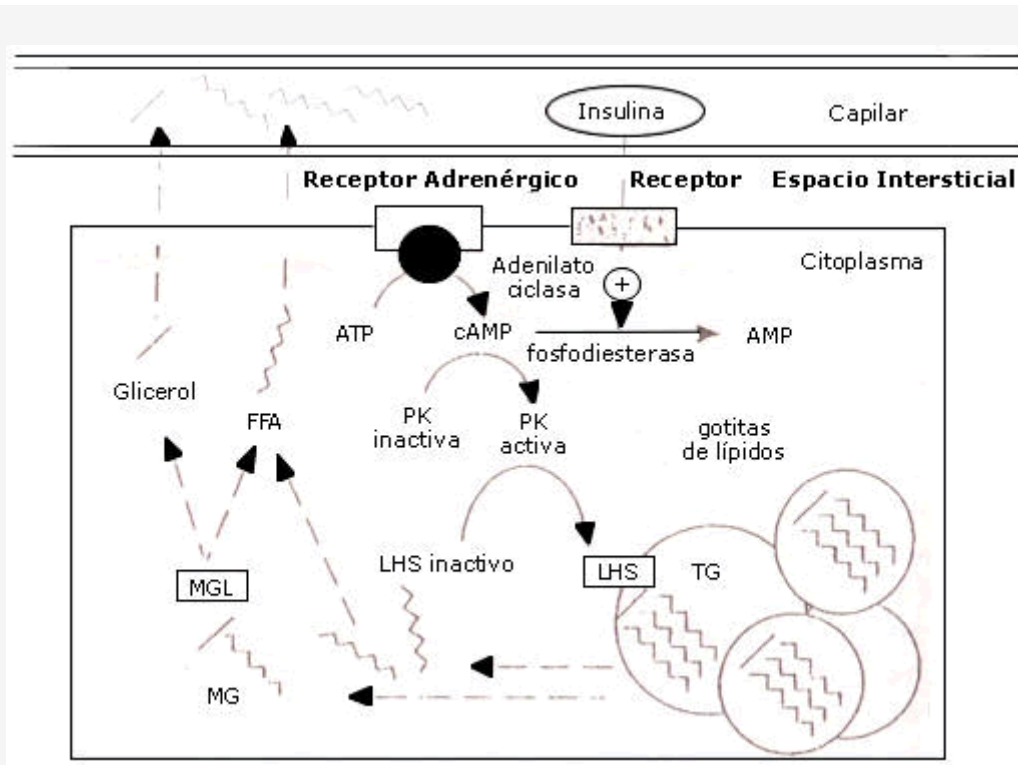 Insulina
Capilar
Receptor Adrenérgico
Receptor
Espacio Intersticial
Adenilato
ciclasa
+
Citoplasma
ATP
cAMP
fosfodiesterasa
AMP
Glicerol
FFA
PK
inactiva
PK
activa
gotitas
de lípidos
LHS inactivo
LHS
TG
MGL
MG